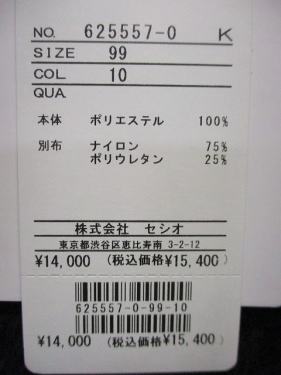 NO. 625557-0 K
SIZE 99
COL. 10
QUA.
本体 ポリエステル 100%
別布 ナイロン 75%
ポリウレタン 25%
株式会社 セシオ
東京都渋谷区恵比寿南 3-2-12
¥14,000 (税込価格¥15,400)
625557-0-99-10
¥14,000 (税込価格¥15,400)